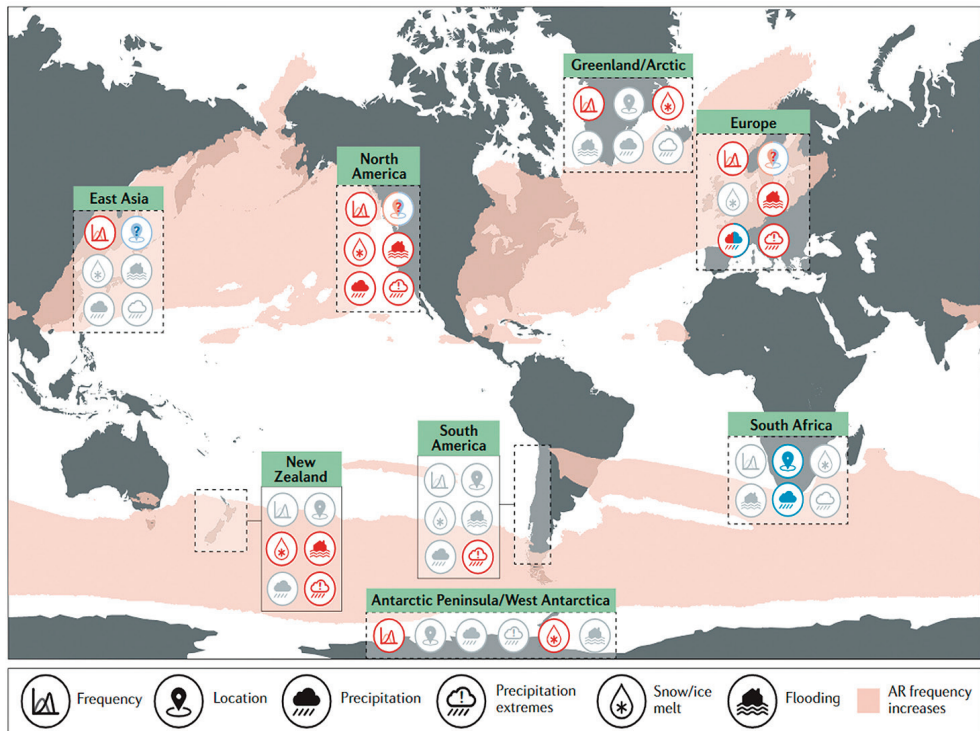 Greenland/Arctic
Europe
North
America
East Asia
?
?
?
!
!
!
South Africa
South
America
New
Zealand
!
!
!
!
Antarctic Peninsula/West Antarctica
!
Frequency
Location
Precipitation
!
Precipitation
extremes
Snow/ice
melt
Flooding
AR frequency
increases